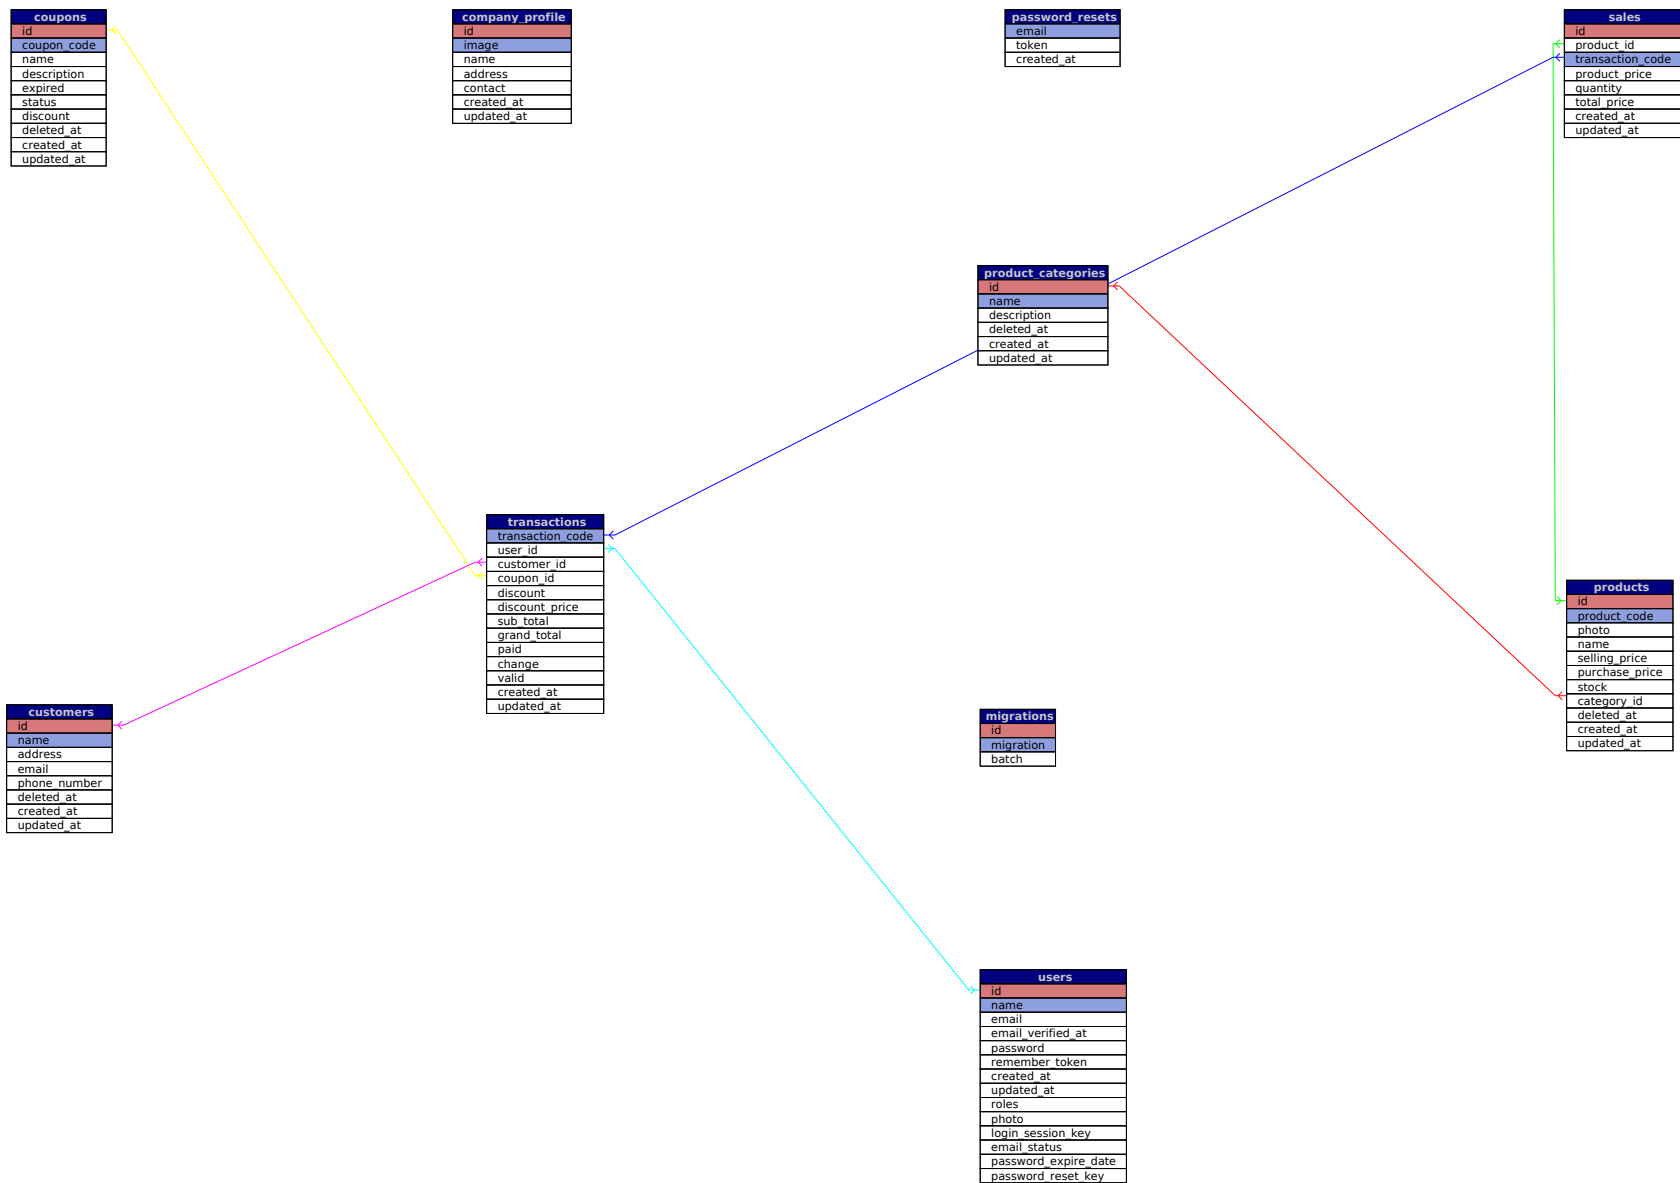 coupons
id
coupon_code
name
description
expired
status
discount
deleted_at
created_at
updated_at
company_profile
id
image
name
address
contact
created_at
updated_at
password_resets
email
token
created_at
sales
id
product_id
transaction_code
product_price
quantity
total_price
created_at
updated_at
product_categories
id
name
description
deleted_at
created_at
updated_at
transactions
transaction_code
user_id
customer_id
coupon_id
discount
discount_price
sub_total
grand_total
paid
change
valid
created_at
updated_at
products
id
product_code
photo
name
selling_price
purchase_price
stock
category_id
deleted_at
created_at
updated_at
customers
id
name
address
email
phone_number
deleted_at
created_at
updated_at
migrations
id
migration
batch
users
id
name
email
email_verified_at
password
remember_token
created_at
updated_at
roles
photo
login_session_key
email_status
password_expire_date
password_reset_key